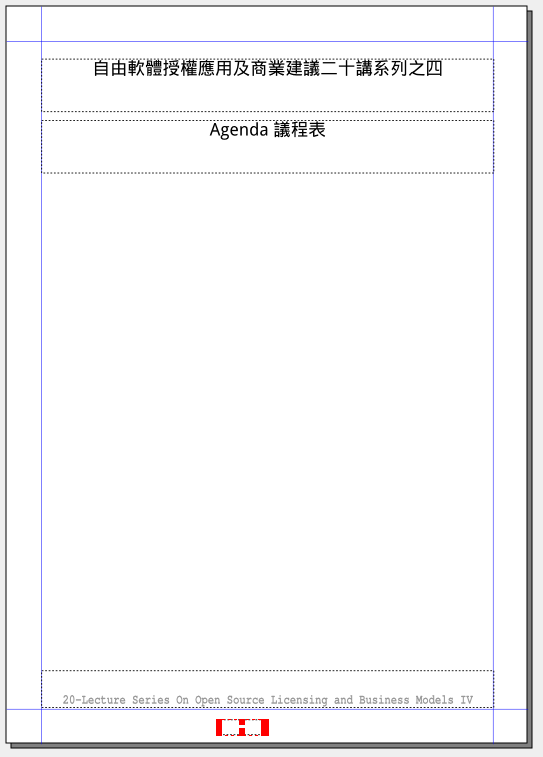 自由軟體授權應用及商業建議二十講系列之四
Agenda 議程表
20-Lecture Series On Open Source Licensing and Business Models IV